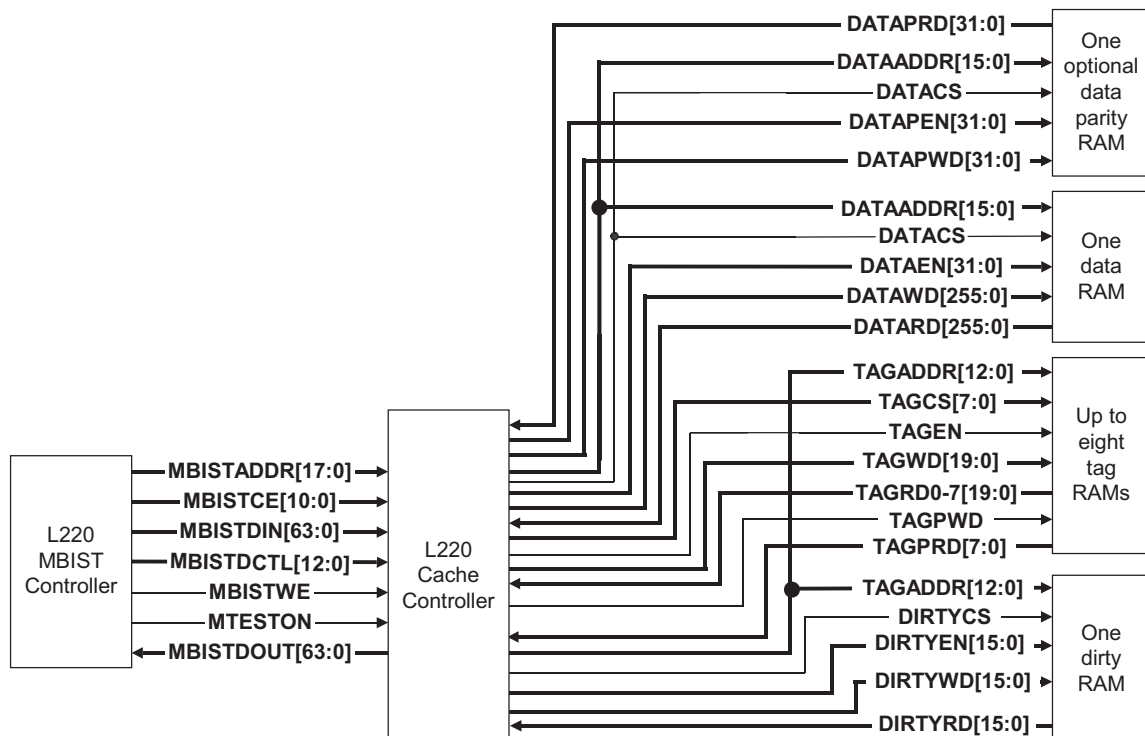 L220
MBIST
Controller
MBISTADDR[17:0]
MBISTCE[10:0]
MBISTDIN[63:0]
MBISTDCTL[12:0]
MBISTWE
MTESTON
MBISTDOUT[63:0]
L220
Cache
Controller
DATAPRD[31:0]
DATAADDR[15:0]
DATACS
DATAPEN[31:0]
DATAPWD[31:0]
One
optional
data
parity
RAM
DATAADDR[15:0]
DATACS
DATAEN[31:0]
DATAWD[255:0]
DATARD[255:0]
One
data
RAM
TAGADDR[12:0]
TAGCS[7:0]
TAGEN
TAGWD[19:0]
TAGRD0-7[19:0]
TAGPWD
TAGPRD[7:0]
Up to
eight
tag
RAMs
TAGADDR[12:0]
DIRTYCS
DIRTYEN[15:0]
DIRTYWD[15:0]
DIRTYRD[15:0]
One
dirty
RAM